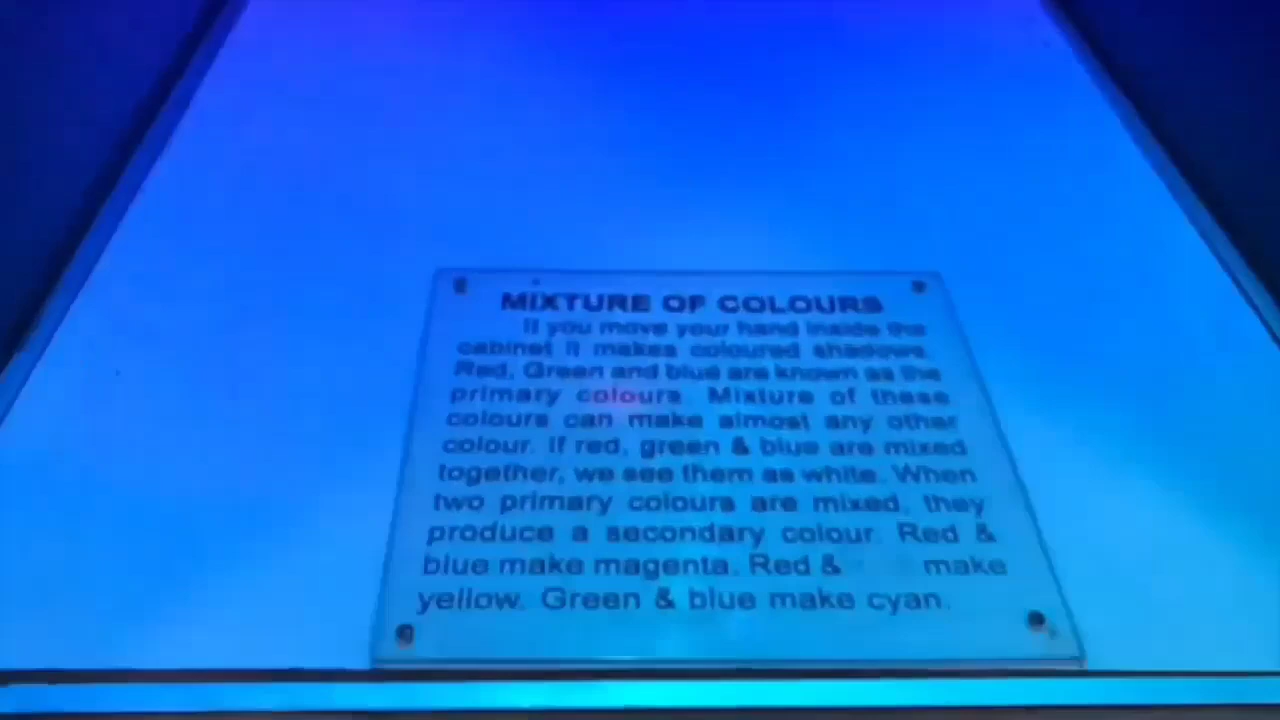 MIXTURE OF COLOURS
If you move your hand inside the
cabinet it makes coloured shadows.
Red, Green and blue are known as the
primary colours. Mixture of these
colours can make almost any other
colour. If red, green & blue are mixed
together, we see them as white. When
two primary colours are mixed, they
produce a secondary colour. Red &
blue make magenta. Red & make
yellow. Green & blue make cyan.